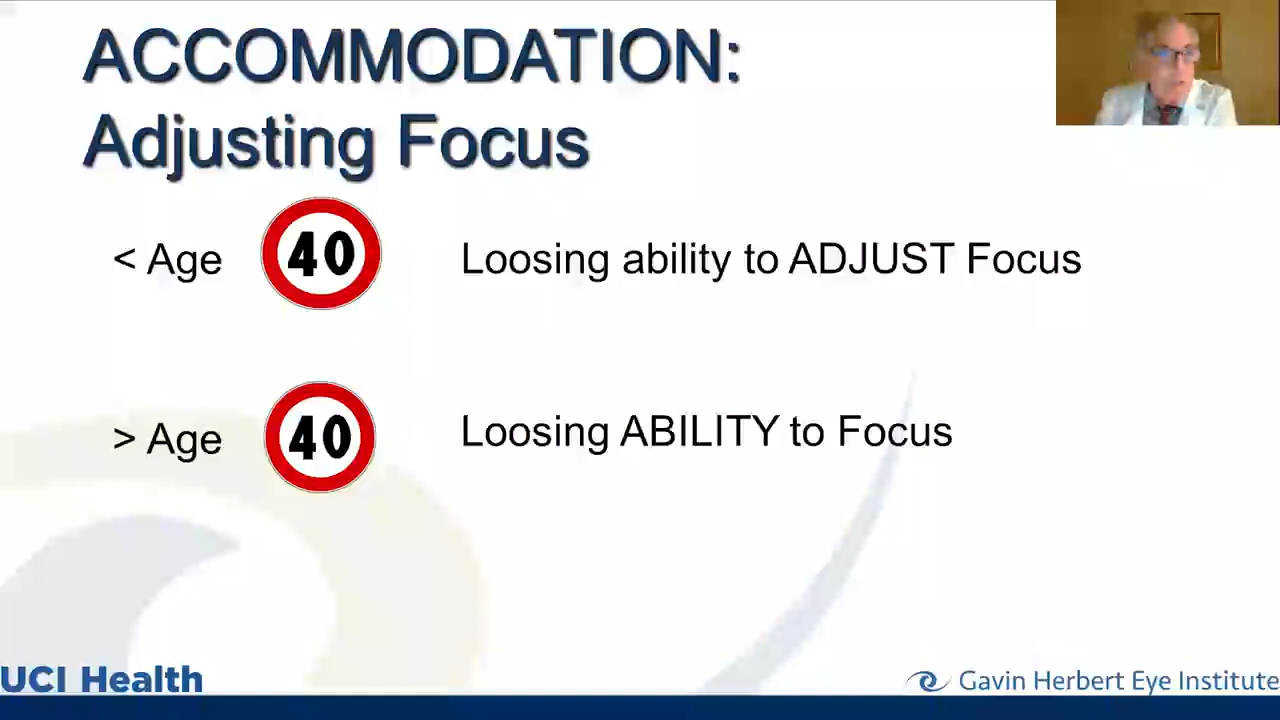 ACCOMMODATION:
Adjusting Focus
< Age 40 Loosing ability to ADJUST Focus
> Age 40 Loosing ABILITY to Focus
UCI Health
Gavin Herbert Eye Institute